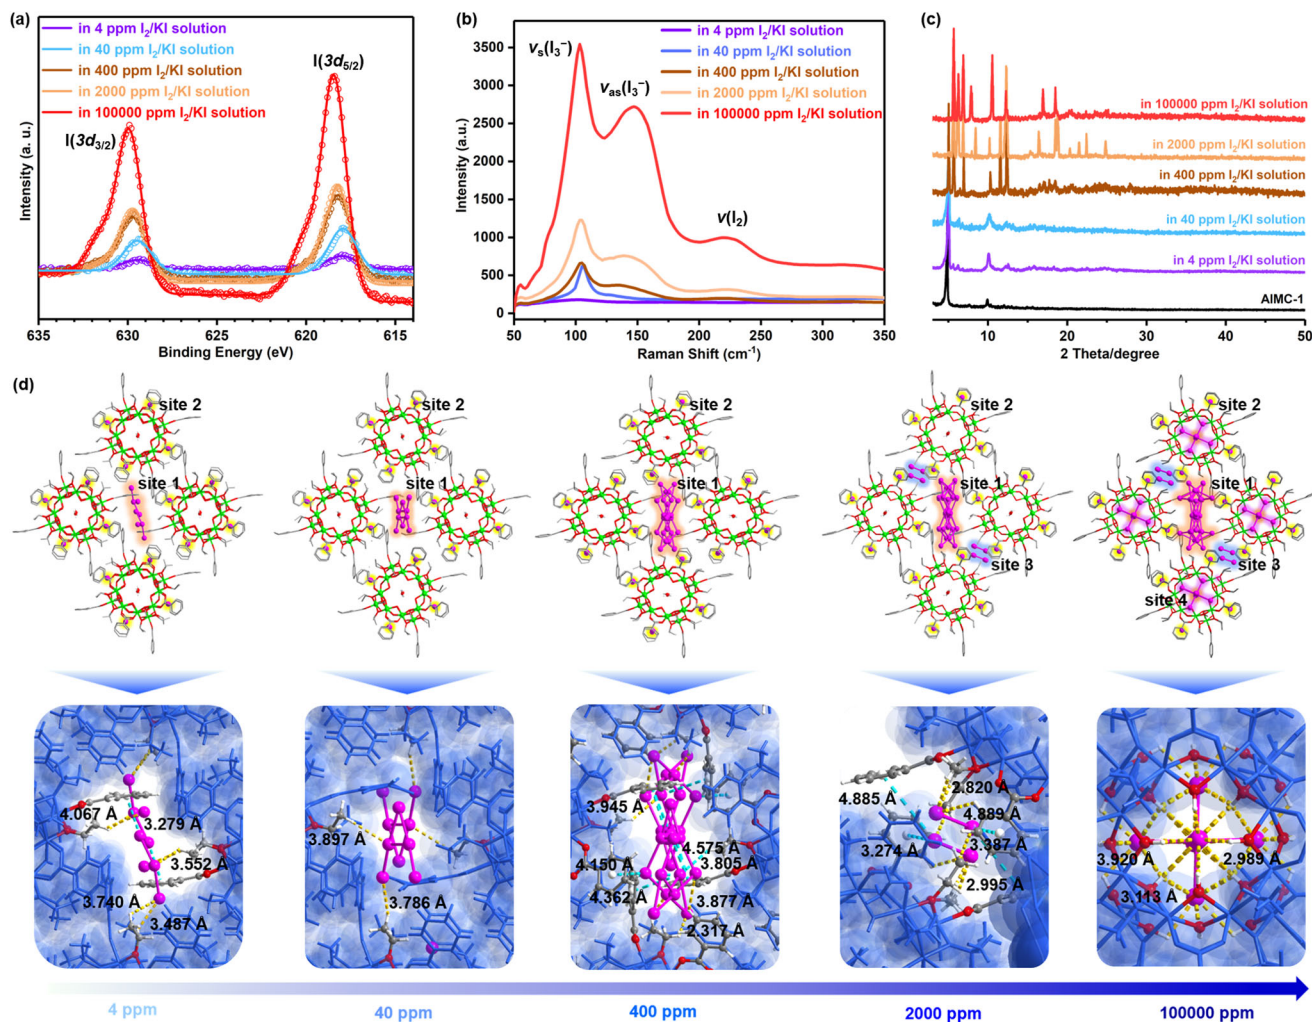 (a)
in 4 ppm I₂/KI solution
in 40 ppm I₂/KI solution
in 400 ppm I₂/KI solution
in 2000 ppm I₂/KI solution
in 100000 ppm I₂/KI solution
I(3d₅/₂)
I(3d₃/₂)
Intensity (a. u.)
635 630 625 620 615 614
Binding Energy (eV)
(b)
in 4 ppm I₂/KI solution
in 40 ppm I₂/KI solution
in 400 ppm I₂/KI solution
in 2000 ppm I₂/KI solution
in 100000 ppm I₂/KI solution
νs(I₃⁻)
νas(I₃⁻)
ν(I₂)
Intensity (a.u.)
3500
3000
2500
2000
1500
1000
500
0
50 100 150 200 250 300 350
Raman Shift (cm⁻¹)
(c)
in 100000 ppm I₂/KI solution
in 2000 ppm I₂/KI solution
in 400 ppm I₂/KI solution
in 40 ppm I₂/KI solution
in 4 ppm I₂/KI solution
AlMC-1
10 20 30 40 50
2 Theta/degree
(d)
site 2
site 1
site 2
site 1
site 2
site 1
site 2
site 1
site 3
site 2
site 1
site 3
site 4
4.067 Å
3.279 Å
3.552 Å
3.740 Å
3.487 Å
3.897 Å
3.786 Å
3.945 Å
4.575 Å
4.150 Å
3.805 Å
4.362 Å
3.877 Å
2.317 Å
2.820 Å
4.885 Å
4.889 Å
3.387 Å
3.274 Å
2.995 Å
3.920 Å
2.989 Å
3.113 Å
4 ppm
40 ppm
400 ppm
2000 ppm
100000 ppm